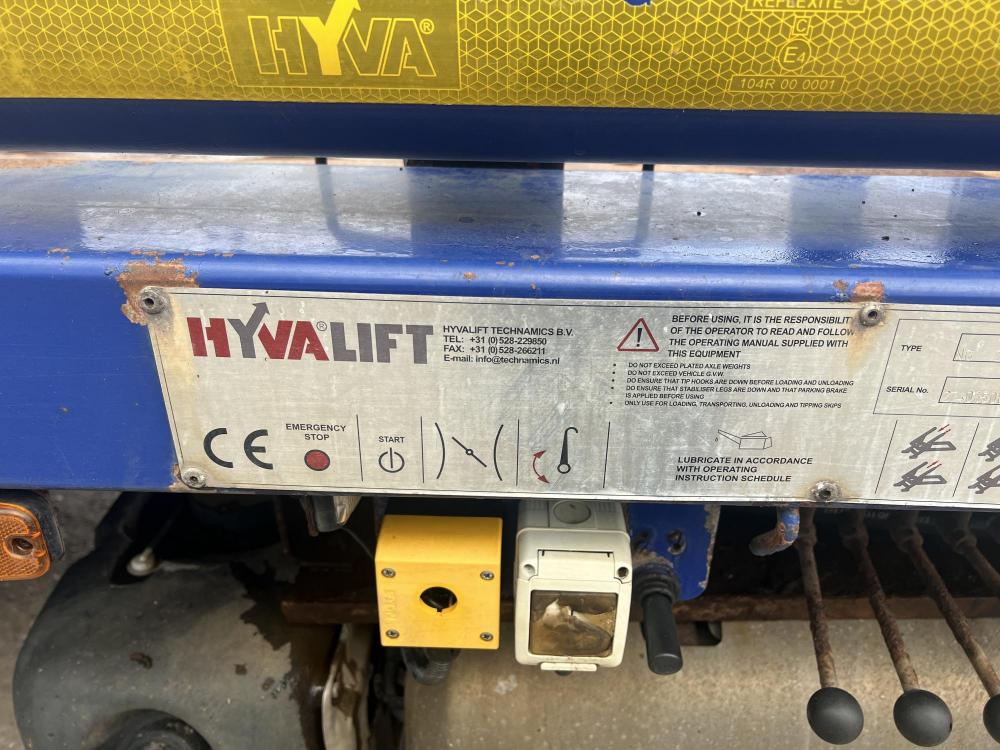 HYVA®
REFLEXITE®
C
E4
104R 00 0001
HYVA®LIFT
HYVALIFT TECHNAMICS B.V.
TEL: +31 (0)528-229850
FAX: +31 (0)528-266211
E-mail: info@technamics.nl
BEFORE USING, IT IS THE RESPONSIBILITY
OF THE OPERATOR TO READ AND FOLLOW
THE OPERATING MANUAL SUPPLIED WITH
THIS EQUIPMENT
• DO NOT EXCEED PLATED AXLE WEIGHTS
• DO NOT EXCEED VEHICLE G.V.W.
• DO ENSURE THAT TIP HOOKS ARE DOWN BEFORE LOADING AND UNLOADING
• DO ENSURE THAT STABILISER LEGS ARE DOWN AND THAT PARKING BRAKE
IS APPLIED BEFORE USING
• ONLY USE FOR LOADING, TRANSPORTING, UNLOADING AND TIPPING SKIPS
TYPE
SERIAL No.
CE
EMERGENCY
STOP
START
LUBRICATE IN ACCORDANCE
WITH OPERATING
INSTRUCTION SCHEDULE